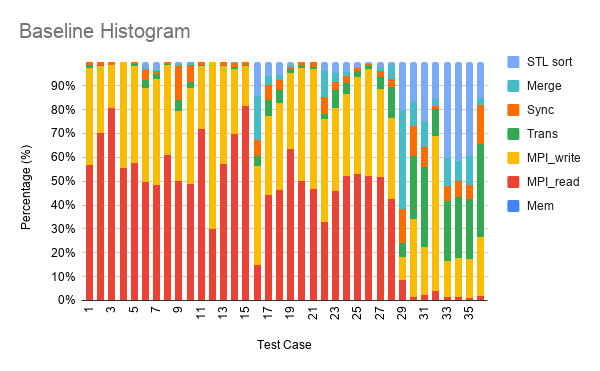 Baseline Histogram
STL sort
Merge
Sync
Trans
MPI_write
MPI_read
Mem
Percentage (%)
90%
80%
70%
60%
50%
40%
30%
20%
10%
0%
1
3
5
7
9
11
13
15
17
19
21
23
25
27
29
31
33
35
Test Case